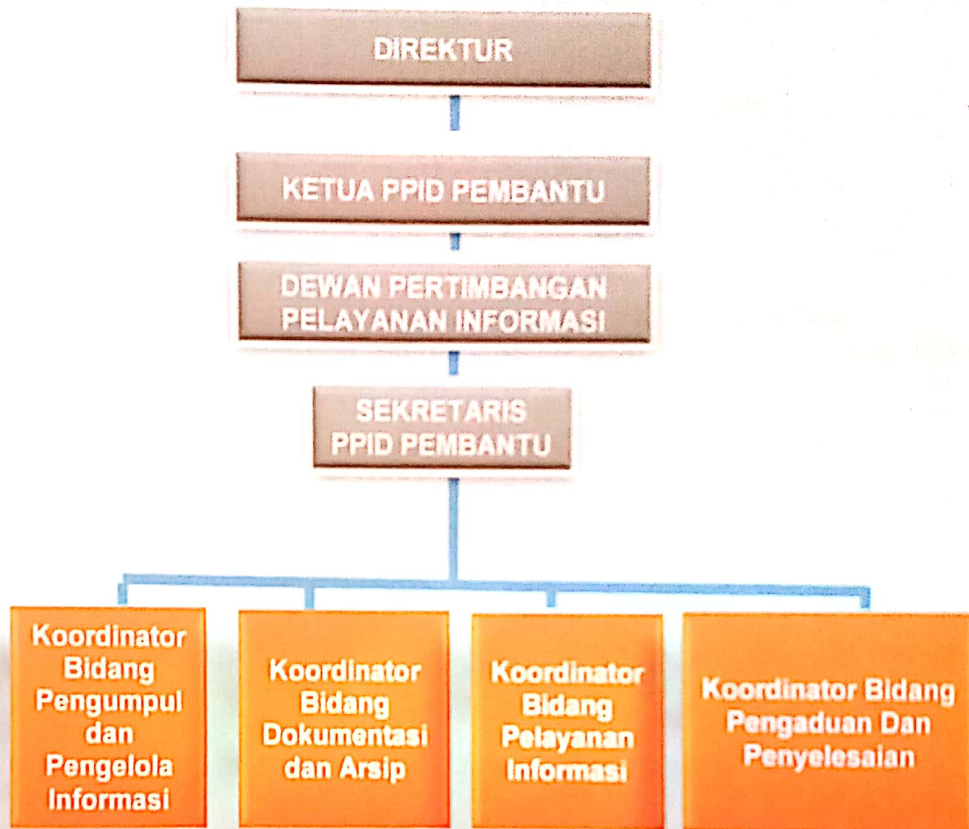 DIREKTUR
KETUA PPID PEMBANTU
DEWAN PERTIMBANGAN
PELAYANAN INFORMASI
SEKRETARIS
PPID PEMBANTU
Koordinator
Bidang
Pengumpul
dan
Pengelola
Informasi
Koordinator
Bidang
Dokumentasi
dan Arsip
Koordinator
Bidang
Pelayanan
Informasi
Koordinator Bidang
Pengaduan Dan
Penyelesaian